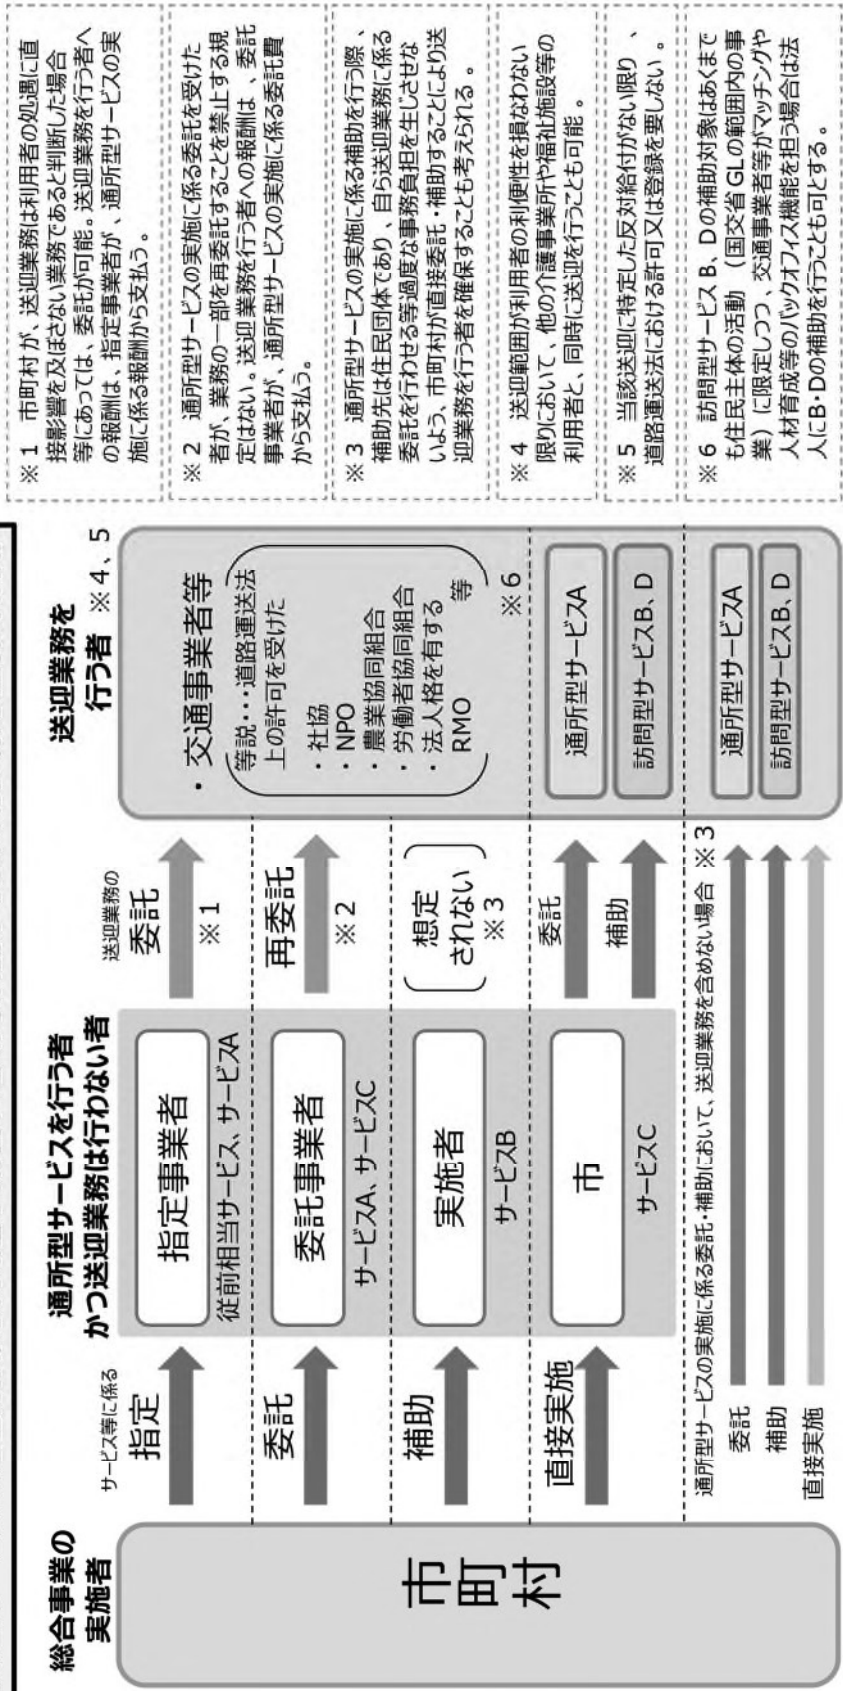 総合事業の
実施者
通所型サービスを行う者
かつ送迎業務は行わない者
送迎業務を
行う者 ※4、5
市町村
サービス等に係る
指定
指定事業者
従前相当サービス、サービスA
送迎業務の
委託
※1
・交通事業者等
等説・・・道路運送法
上の許可を受けた
・社協
・NPO
・農業協同組合
・労働者協同組合
・法人格を有する
RMO 等
※6
委託
委託事業者
サービスA、サービスC
再委託
※2
補助
実施者
サービスB
想定
されない
※3
直接実施
市
サービスC
委託
補助
通所型サービスA
訪問型サービスB、D
通所型サービスの実施に係る委託・補助において、送迎業務を含めない場合 ※3
委託
補助
直接実施
通所型サービスA
訪問型サービスB、D
※1 市町村が、送迎業務は利用者の処遇に直
接影響を及ぼさない業務であると判断した場合
等にあっては、委託が可能。送迎業務を行う者へ
の報酬は、指定事業者が、通所型サービスの実
施に係る報酬から支払う。
※2 通所型サービスの実施に係る委託を受けた
者が、業務の一部を再委託することを禁止する規
定はない。送迎業務を行う者への報酬は、委託
事業者が、通所型サービスの実施に係る委託費
から支払う。
※3 通所型サービスの実施に係る補助を行う際、
補助先は住民団体であり、自ら送迎業務に係る
委託を行わせる等過度な事務負担を生じさせな
いよう、市町村が直接委託・補助することにより送
迎業務を行う者を確保することも考えられる。
※4 送迎範囲が利用者の利便性を損なわない
限りにおいて、他の介護事業所や福祉施設等の
利用者と、同時に送迎を行うことも可能。
※5 当該送迎に特定した反対給付がない限り、
道路運送法における許可又は登録を要しない。
※6 訪問型サービスB、Dの補助対象はあくまで
も住民主体の活動(国交省GLの範囲内の事
業)に限定しつつ、交通事業者等がマッチングや
人材育成等のバックオフィス機能を担う場合は法
人にB・Dの補助を行うことも可とする。